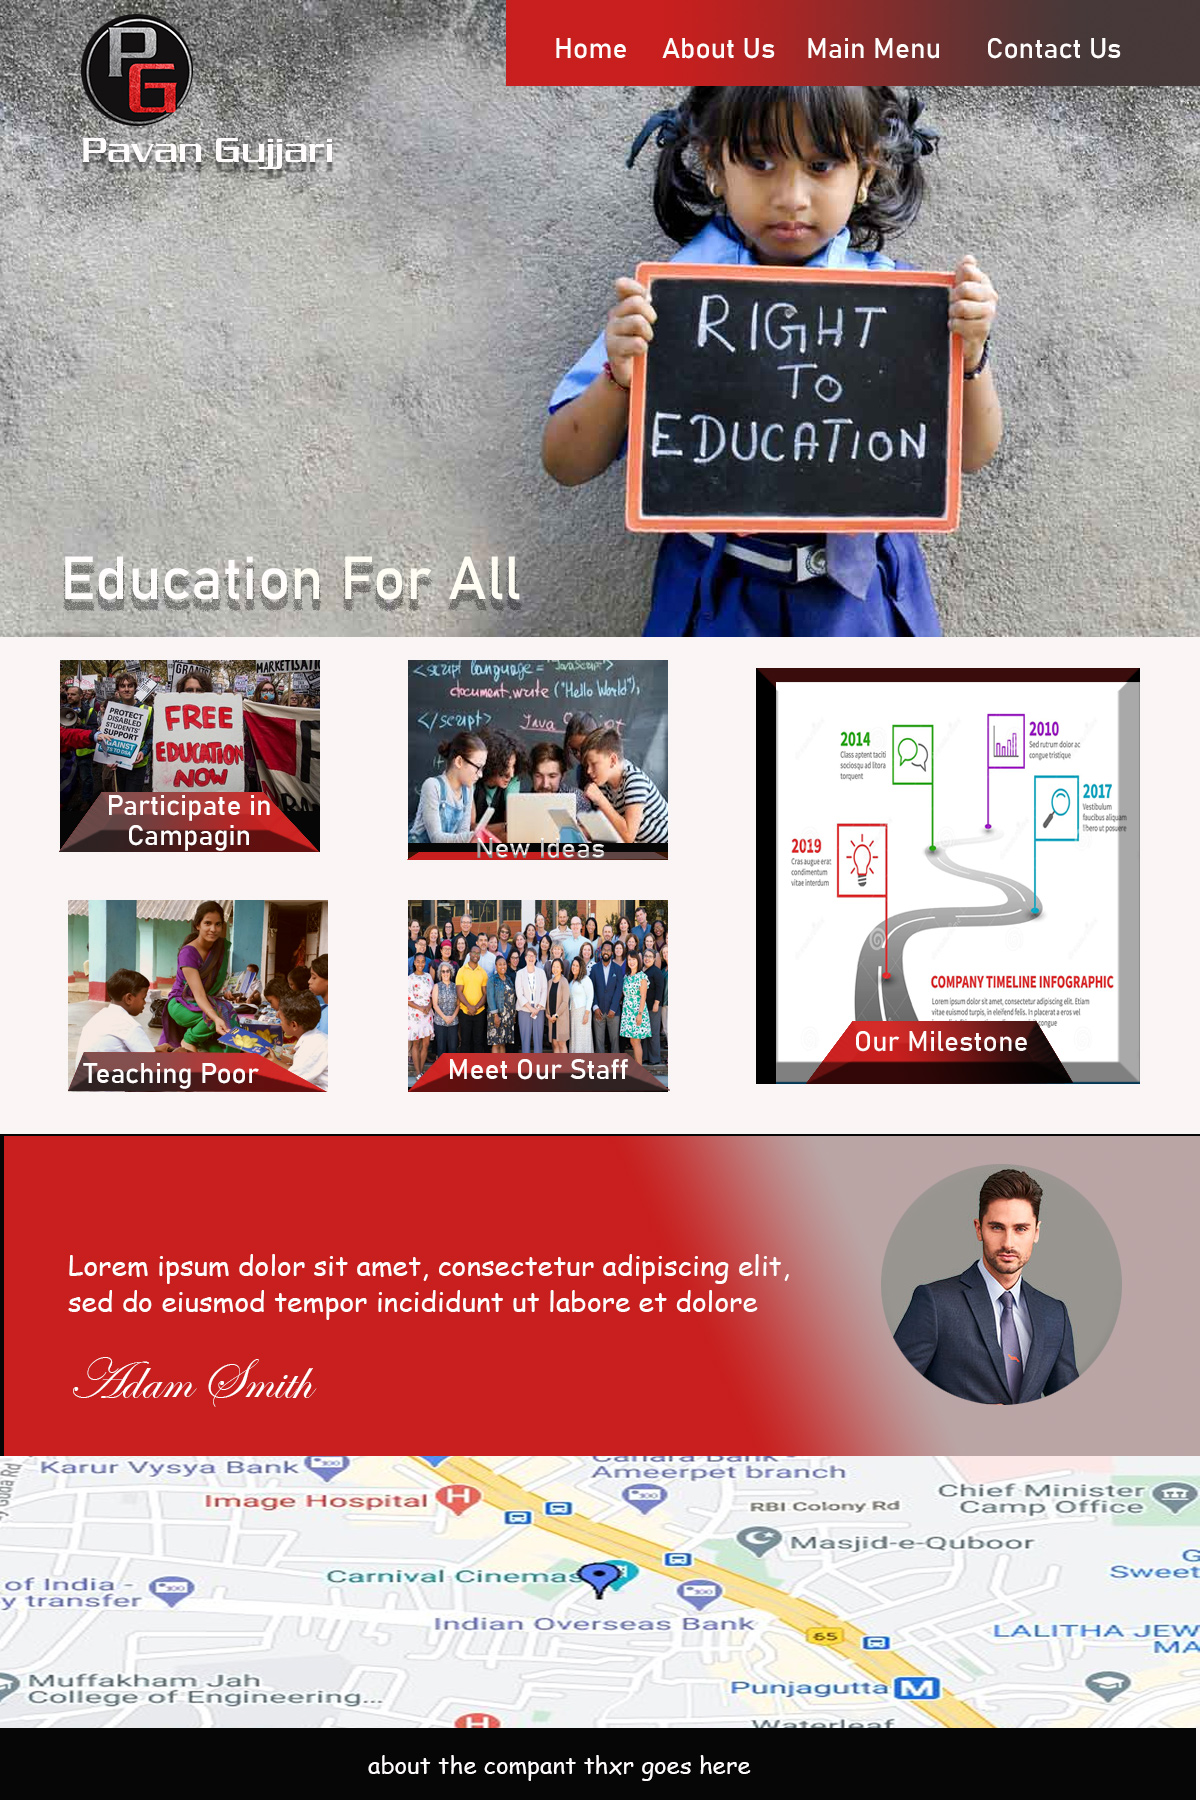 PG
Pavan Gujjari
Home About Us Main Menu Contact Us
RIGHT
TO
EDUCATION
Education For All
GRANTS
MARKETISATI
PROTECT
DISABLED
STUDENTS'
SUPPORT
AGAINST
FREE
EDUCATION
NOW
Participate in
Campagin
<script language="JavaScript">
document.write ("Hello World");
</script>
Java
New ideas
2014
Class aptent taciti
sociosqu ad litora
torquent
2010
Sed rutrum dolor ac
congue tristique
2017
Vestibulum
faucibus aliquam
libero ut posuere
2019
Cras augue erat
condimentum
vitae interdum
COMPANY TIMELINE INFOGRAPHIC
Lorem ipsum dolor sit amet, consectetur adipiscing elit. Etiam
vitae euismod turpis, in eleifend felis. In placerat a eros vel
congue
Our Milestone
Teaching Poor
Meet Our Staff
Lorem ipsum dolor sit amet, consectetur adipiscing elit,
sed do eiusmod tempor incididunt ut labore et dolore
Adam Smith
Karur Vysya Bank
Canara Bank -
Ameerpet branch
Image Hospital
H
RBI Colony Rd
Chief Minister
Camp Office
Masjid-e-Quboor
Carnival Cinemas
of India -
y transfer
Indian Overseas Bank
G
Sweet
65
LALITHA JEW
MA
Muffakham Jah
College of Engineering...
Punjagutta M
Waterleaf
H
about the compant thxr goes here